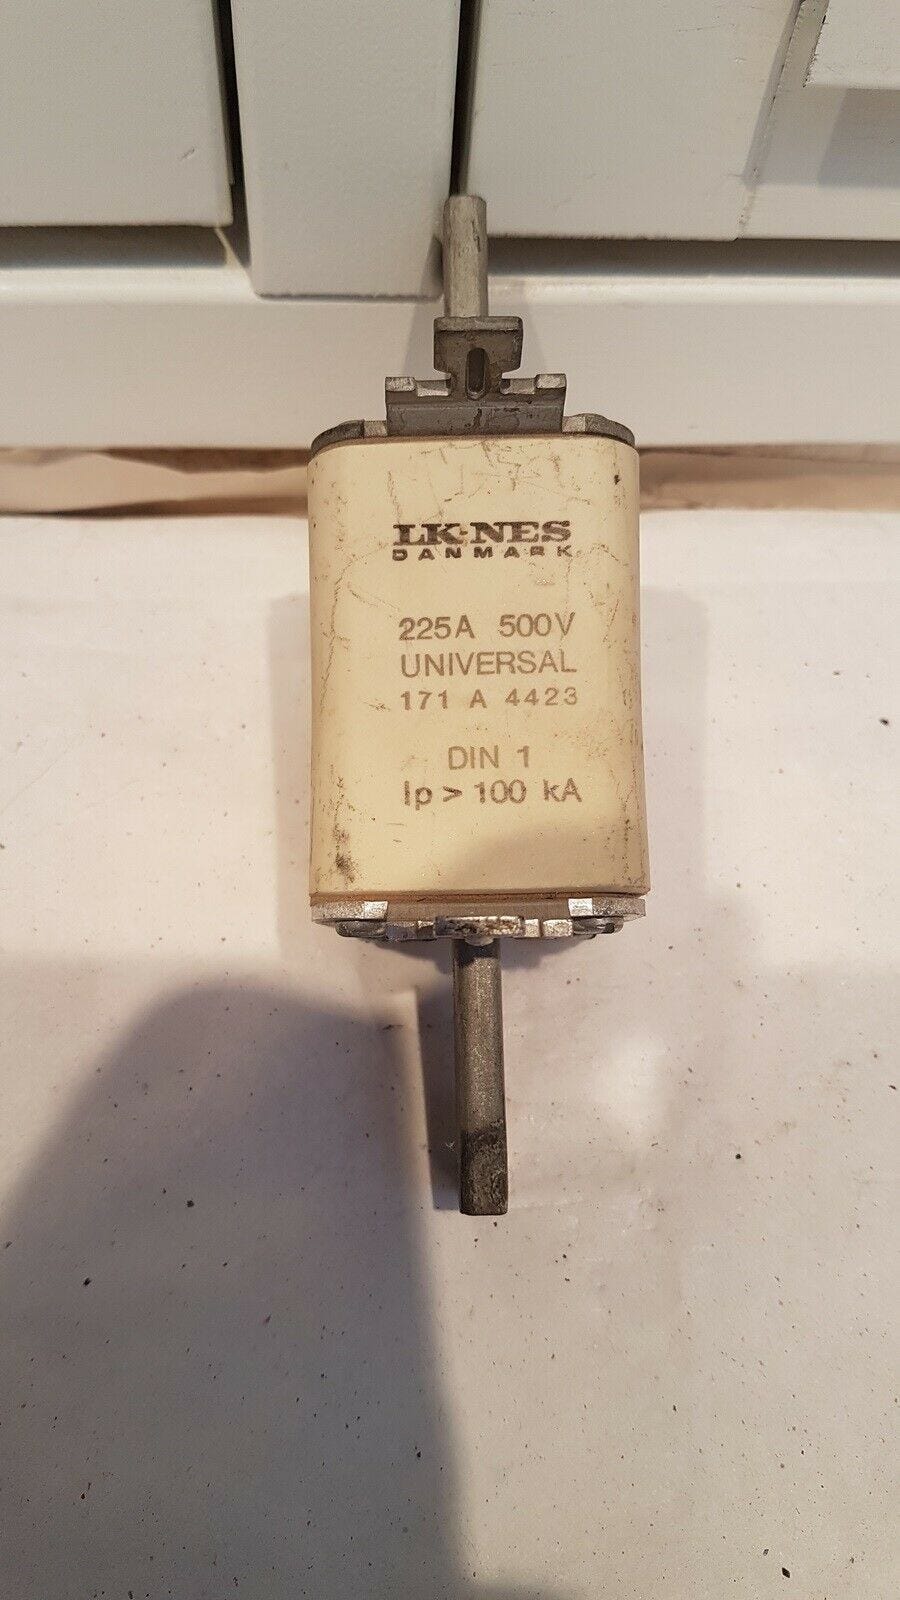 LK-NES
DANMARK
225A 500V
UNIVERSAL
171 A 4423
DIN 1
Ip > 100 kA